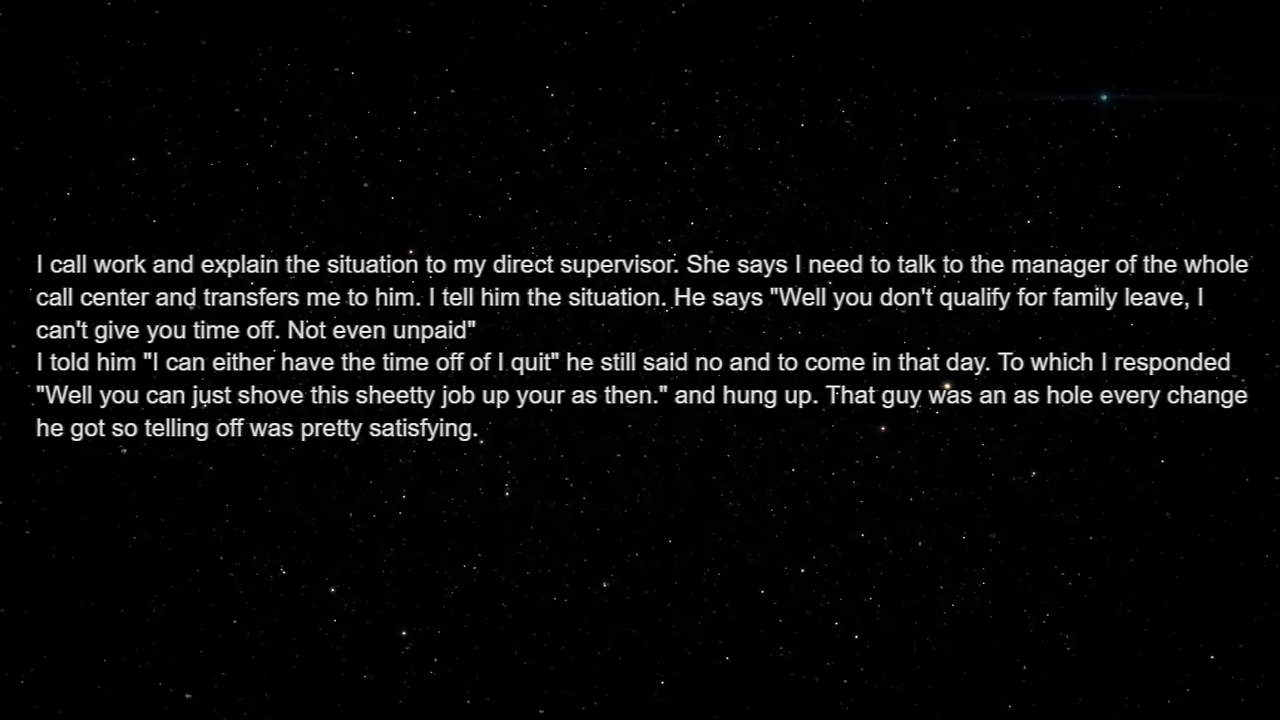 I call work and explain the situation to my direct supervisor. She says I need to talk to the manager of the whole
call center and transfers me to him. I tell him the situation. He says "Well you don't qualify for family leave, I
can't give you time off. Not even unpaid"
I told him "I can either have the time off of I quit" he still said no and to come in that day. To which I responded
"Well you can just shove this sheetty job up your as then." and hung up. That guy was an as hole every change
he got so telling off was pretty satisfying.